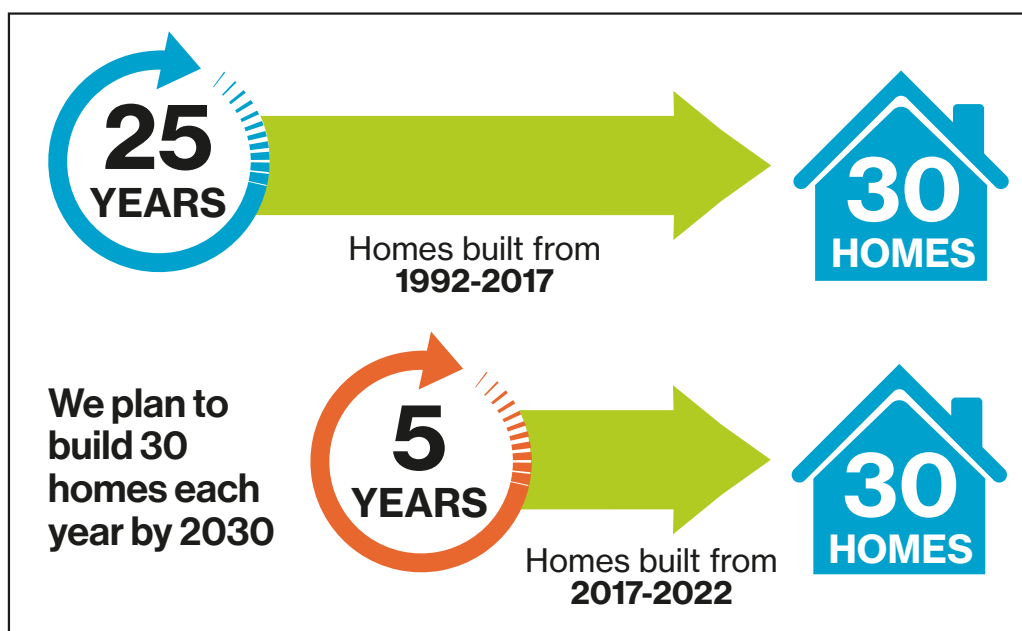 25
YEARS
Homes built from
1992-2017
30
HOMES
We plan to
build 30
homes each
year by 2030
5
YEARS
Homes built from
2017-2022
30
HOMES